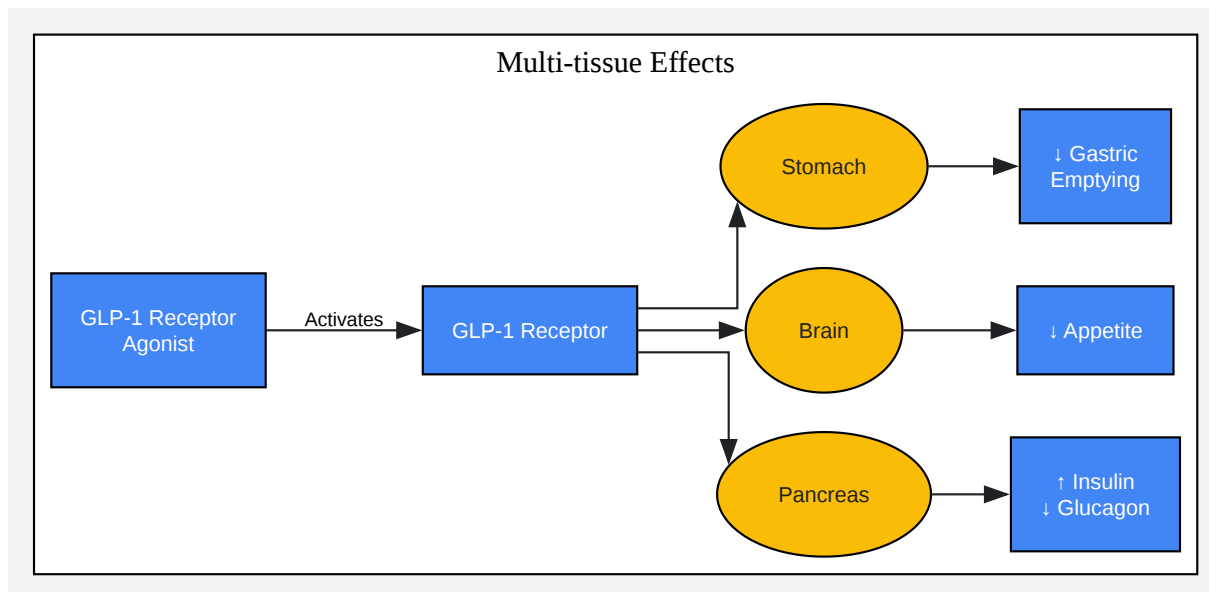 Multi-tissue Effects
GLP-1 Receptor
Agonist
Activates
GLP-1 Receptor
Stomach
↓ Gastric
Emptying
Brain
↓ Appetite
Pancreas
↑ Insulin
↓ Glucagon